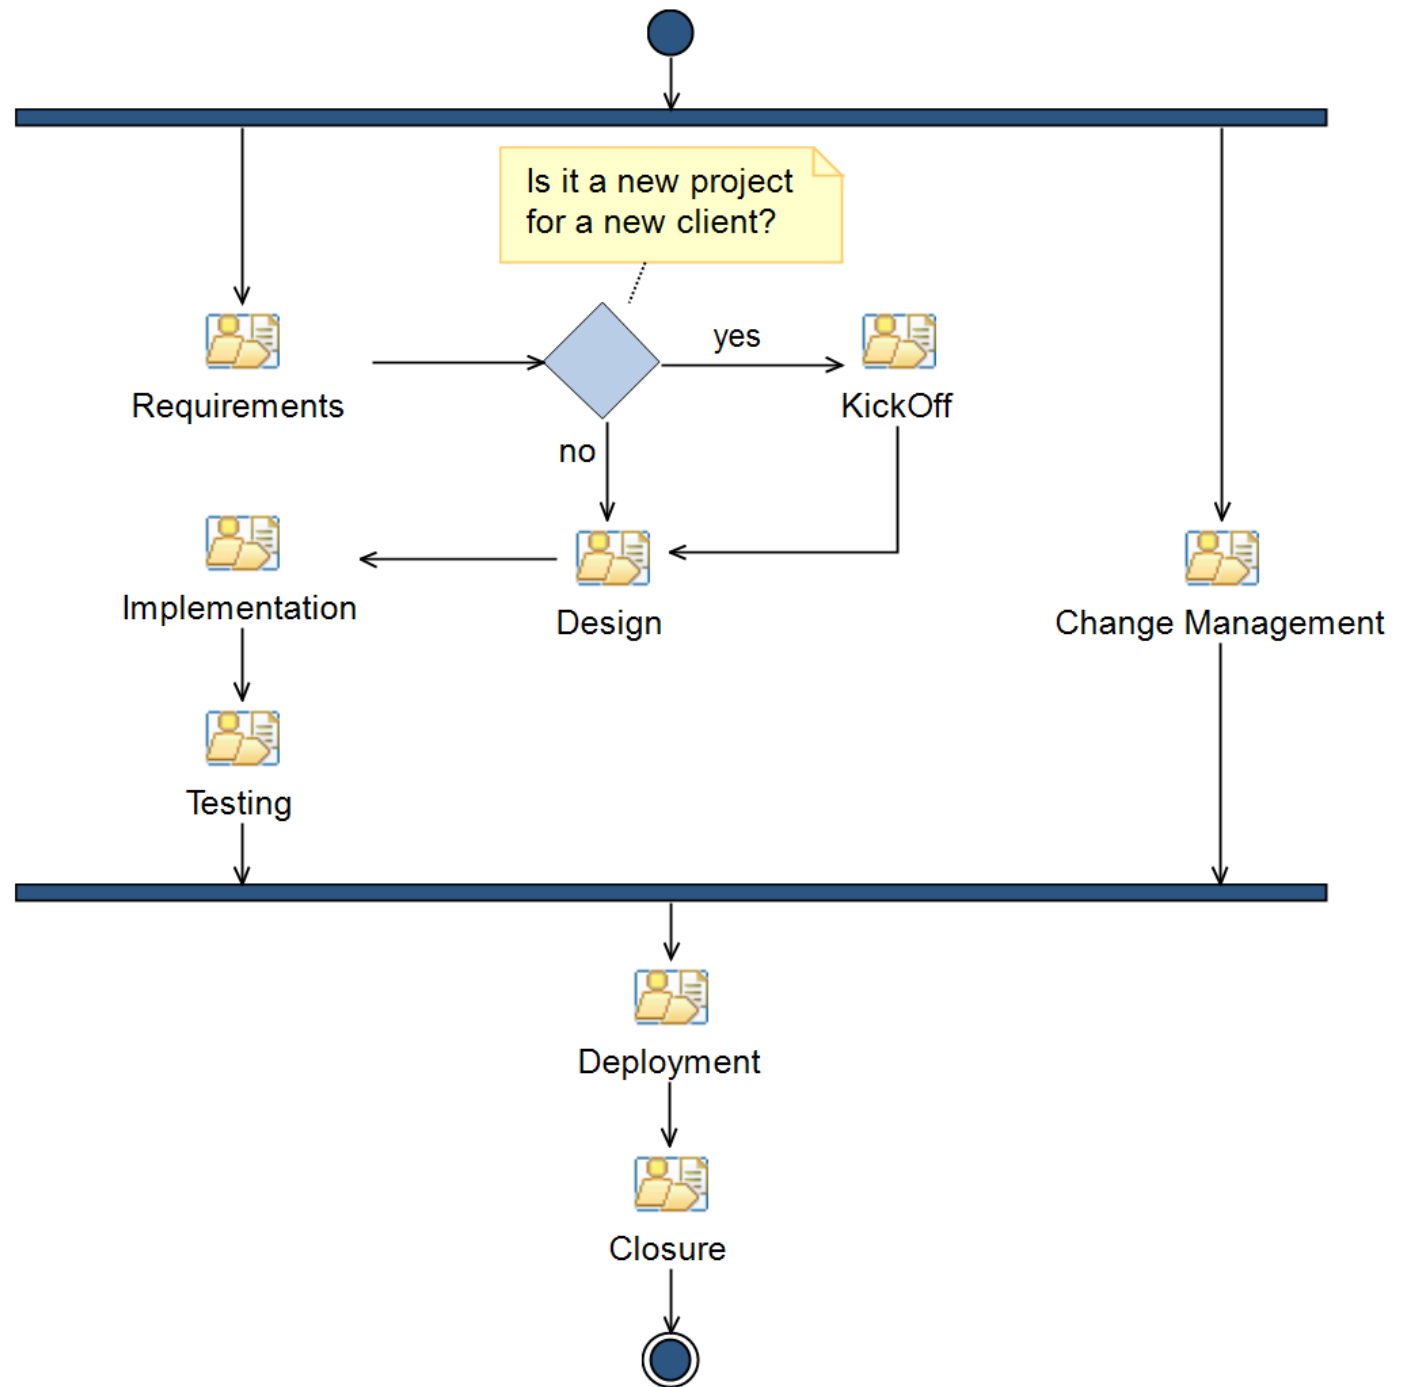 Is it a new project
for a new client?
Requirements
yes
KickOff
no
Implementation
Design
Change Management
Testing
Deployment
Closure